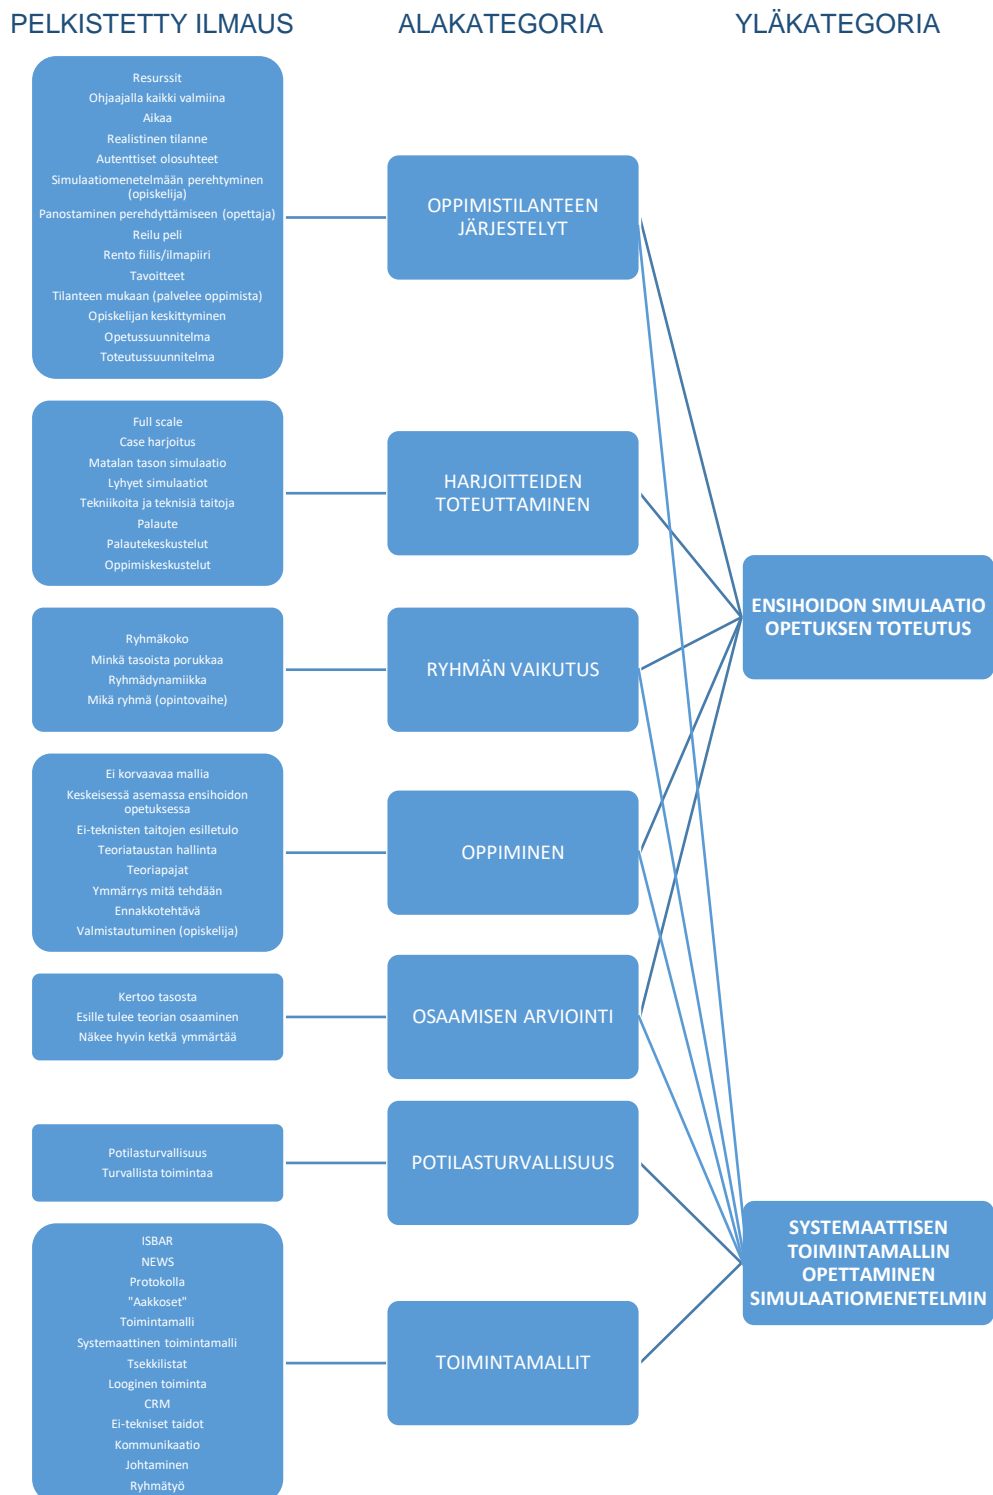 PELKISTETTY ILMAUS
ALAKATEGORIA
YLÄKATEGORIA
Resurssit
Ohjaajalla kaikki valmiina
Aikaa
Realistinen tilanne
Autenttiset olosuhteet
Simulaatiomenetelmään perehtyminen
(opiskelija)
Panostaminen perehdyttämiseen (opettaja)
Reilu peli
Rento fiilis/ilmapiiri
Tavoitteet
Tilanteen mukaan (palvelee oppimista)
Opiskelijan keskittyminen
Opetussuunnitelma
Toteutussuunnitelma
OPPIMISTILANTEEN
JÄRJESTELYT
Full scale
Case harjoitus
Matalan tason simulaatio
Lyhyet simulaatiot
Tekniikoita ja teknisiä taitoja
Palaute
Palautekeskustelut
Oppimiskeskustelut
HARJOITTEIDEN
TOTEUTTAMINEN
ENSIHOIDON SIMULAATIO
OPETUKSEN TOTEUTUS
Ryhmäkoko
Minkä tasoista porukkaa
Ryhmädynamiikka
Mikä ryhmä (opintovaihe)
RYHMÄN VAIKUTUS
Ei korvaavaa mallia
Keskeisessä asemassa ensihoidon
opetuksessa
Ei-teknisten taitojen esilletulo
Teoriataustan hallinta
Teoriapajat
Ymmärrys mitä tehdään
Ennakkotehtävä
Valmistautuminen (opiskelija)
OPPIMINEN
Kertoo tasosta
Esille tulee teorian osaaminen
Näkee hyvin ketkä ymmärtää
OSAAMISEN ARVIOINTI
Potilasturvallisuus
Turvallista toimintaa
POTILASTURVALLISUUS
SYSTEMAATTISEN
TOIMINTAMALLIN
OPETTAMINEN
SIMULAATIOMENETELMIN
ISBAR
NEWS
Protokolla
"Aakkoset"
Toimintamalli
Systemaattinen toimintamalli
Tsekkilistat
Looginen toiminta
CRM
Ei-tekniset taidot
Kommunikaatio
Johtaminen
Ryhmätyö
TOIMINTAMALLIT